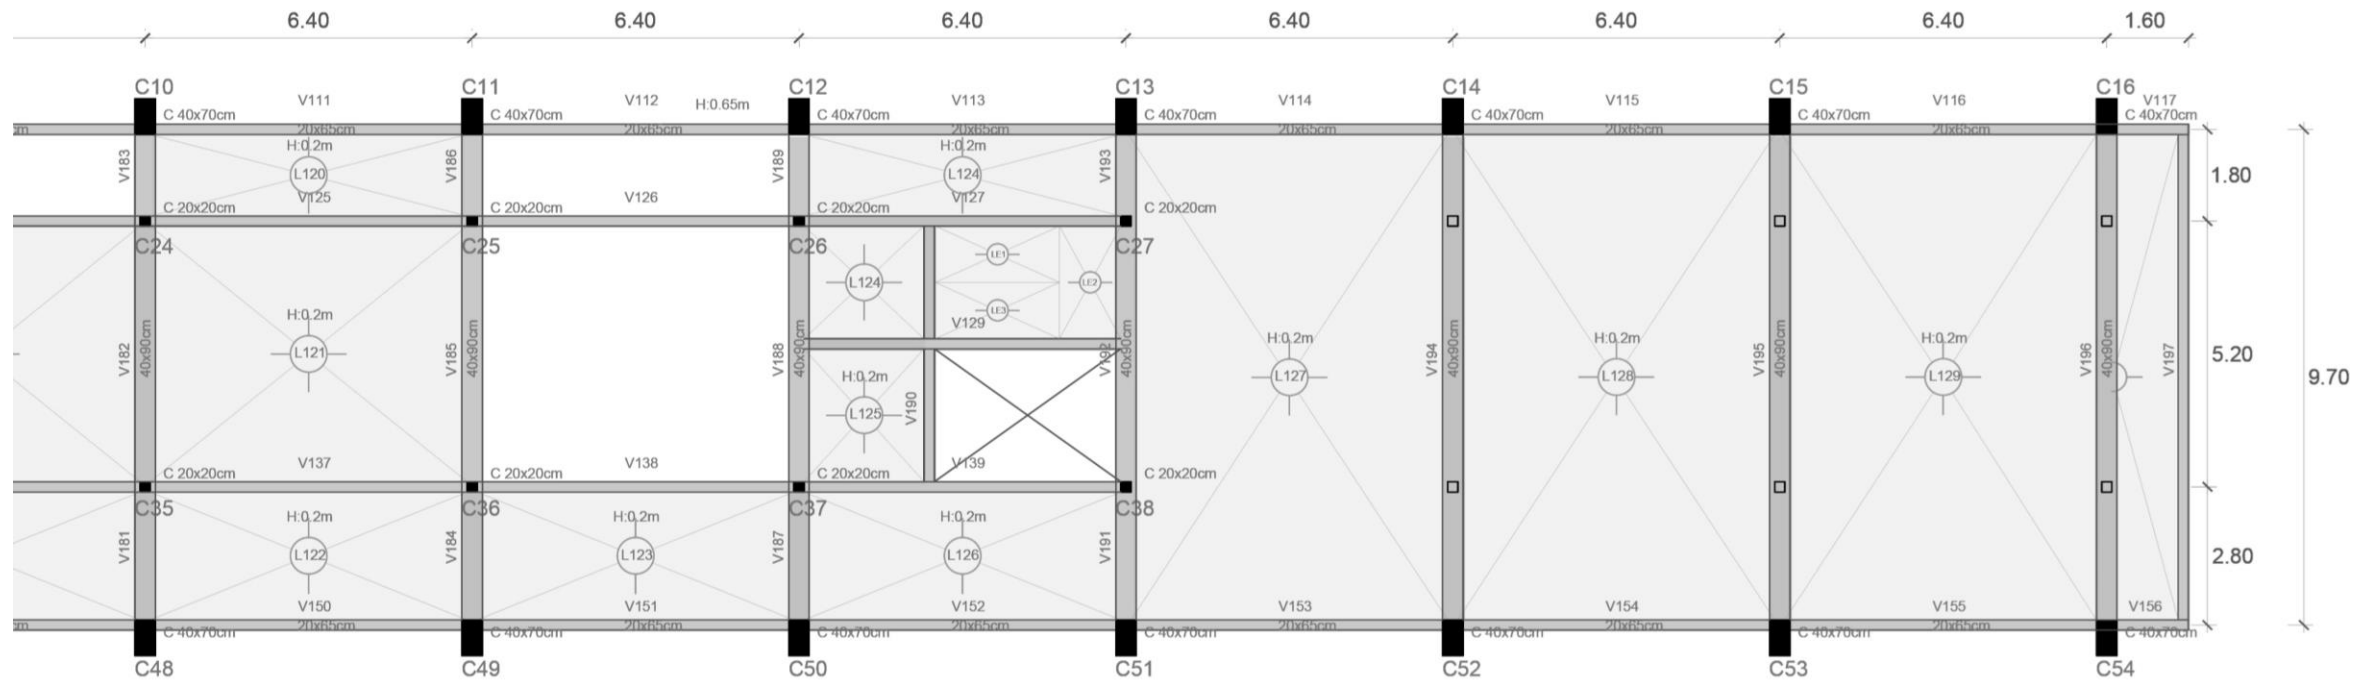 6.40 6.40 6.40 6.40 6.40 6.40 1.60
C10 C11 C12 C13 C14 C15 C16
V111 V112 H:0.65m V113 V114 V115 V116 V117
C 40x70cm C 40x70cm C 40x70cm C 40x70cm C 40x70cm C 40x70cm C 40x70cm
cm 20x65cm 20x65cm 20x65cm 20x65cm 20x65cm 20x65cm
H:0.2m H:0.2m
V183 L120 V186 V189 L124 V193 1.80
V125 V126 V127
C 20x20cm C 20x20cm C 20x20cm C 20x20cm
C24 C25 C26 C27
LE1
L124 LE2
LE3
H:0.2m V129
H:0.2m H:0.2m H:0.2m
V182 40x90cm L121 V185 40x90cm V188 40x90cm V192 40x90cm V194 40x90cm V195 40x90cm V196 40x90cm V197 5.20
H:0.2m L127 L128 L129 9.70
L125 V190
V137 V138 V139
C 20x20cm C 20x20cm C 20x20cm C 20x20cm
C35 C36 C37 C38
H:0.2m H:0.2m H:0.2m
V181 L122 V184 L123 V187 L126 V191 2.80
V150 V151 V152 V153 V154 V155 V156
cm 20x65cm 20x65cm 20x65cm 20x65cm 20x65cm 20x65cm
C 40x70cm C 40x70cm C 40x70cm C 40x70cm C 40x70cm C 40x70cm C 40x70cm
C48 C49 C50 C51 C52 C53 C54